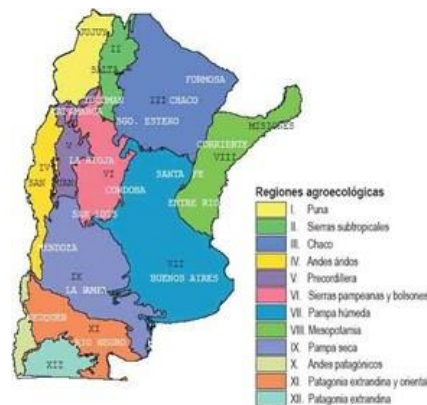 JUJUY
II
SALTA
FORMOSA
III CHACO
TUCUMAN
CATAMARCA
SGO. ESTERO
MISIONES
CORRIENTE
VIII
V
LA RIOJA
IV
SAN JUAN
VI
SANTA FE
CORDOBA
ENTRE RIO
SAN LUIS
MENDOZA
VII
IX
BUENOS AIRES
LA PAMPA
NEUQUEN
XI
RIO NEGRO
XII
Regiones agroecológicas
I. Puna
II. Sierras subtropicales
III. Chaco
IV. Andes áridos
V. Precordillera
VI. Sierras pampeanas y bolsones
VII. Pampa húmeda
VIII. Mesopotamia
IX. Pampa seca
X. Andes patagónicos
XI. Patagonia extrandina y oriental
XII. Patagonia extrandina